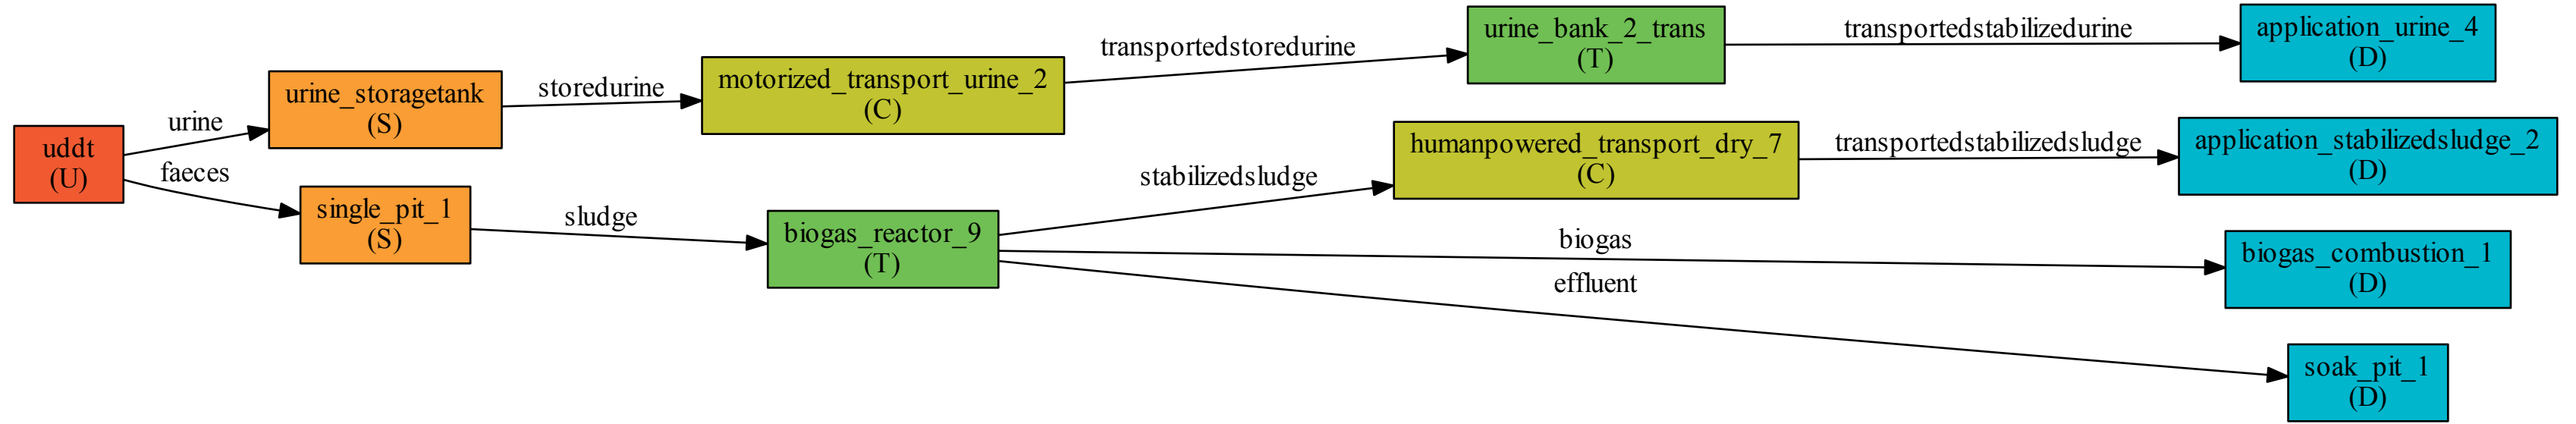 uddt
(U)
urine
faeces
urine_storagetank
(S)
single_pit_1
(S)
storedurine
sludge
motorized_transport_urine_2
(C)
biogas_reactor_9
(T)
transportedstoredurine
stabilizedsludge
urine_bank_2_trans
(T)
humanpowered_transport_dry_7
(C)
biogas
effluent
transportedstabilizedurine
transportedstabilizedsludge
application_urine_4
(D)
application_stabilizedsludge_2
(D)
biogas_combustion_1
(D)
soak_pit_1
(D)